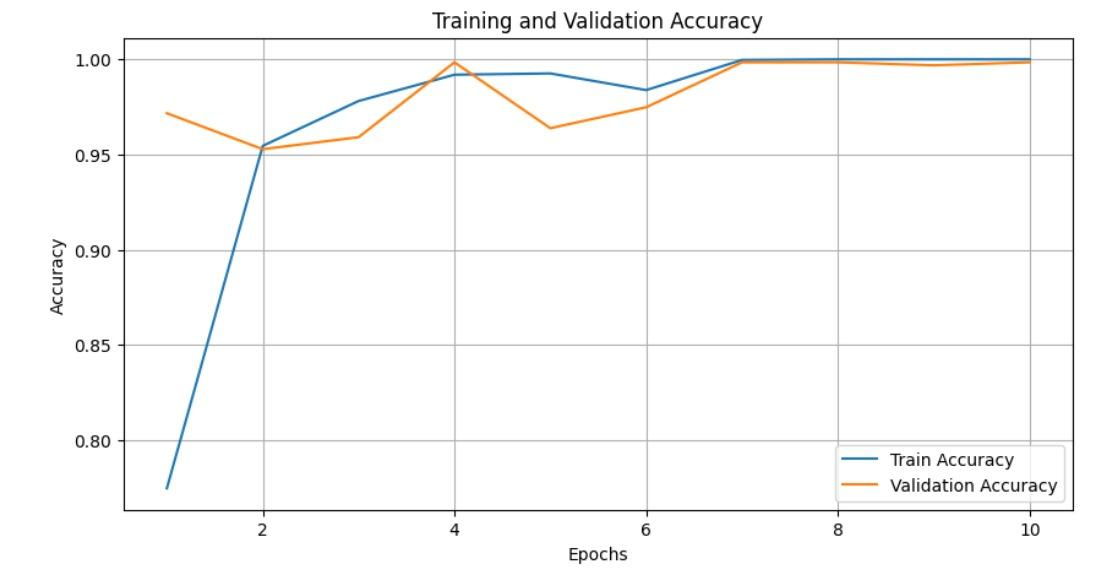 Training and Validation Accuracy
1.00
0.95
0.90
0.85
0.80
Accuracy
2
4
6
8
10
Epochs
Train Accuracy
Validation Accuracy